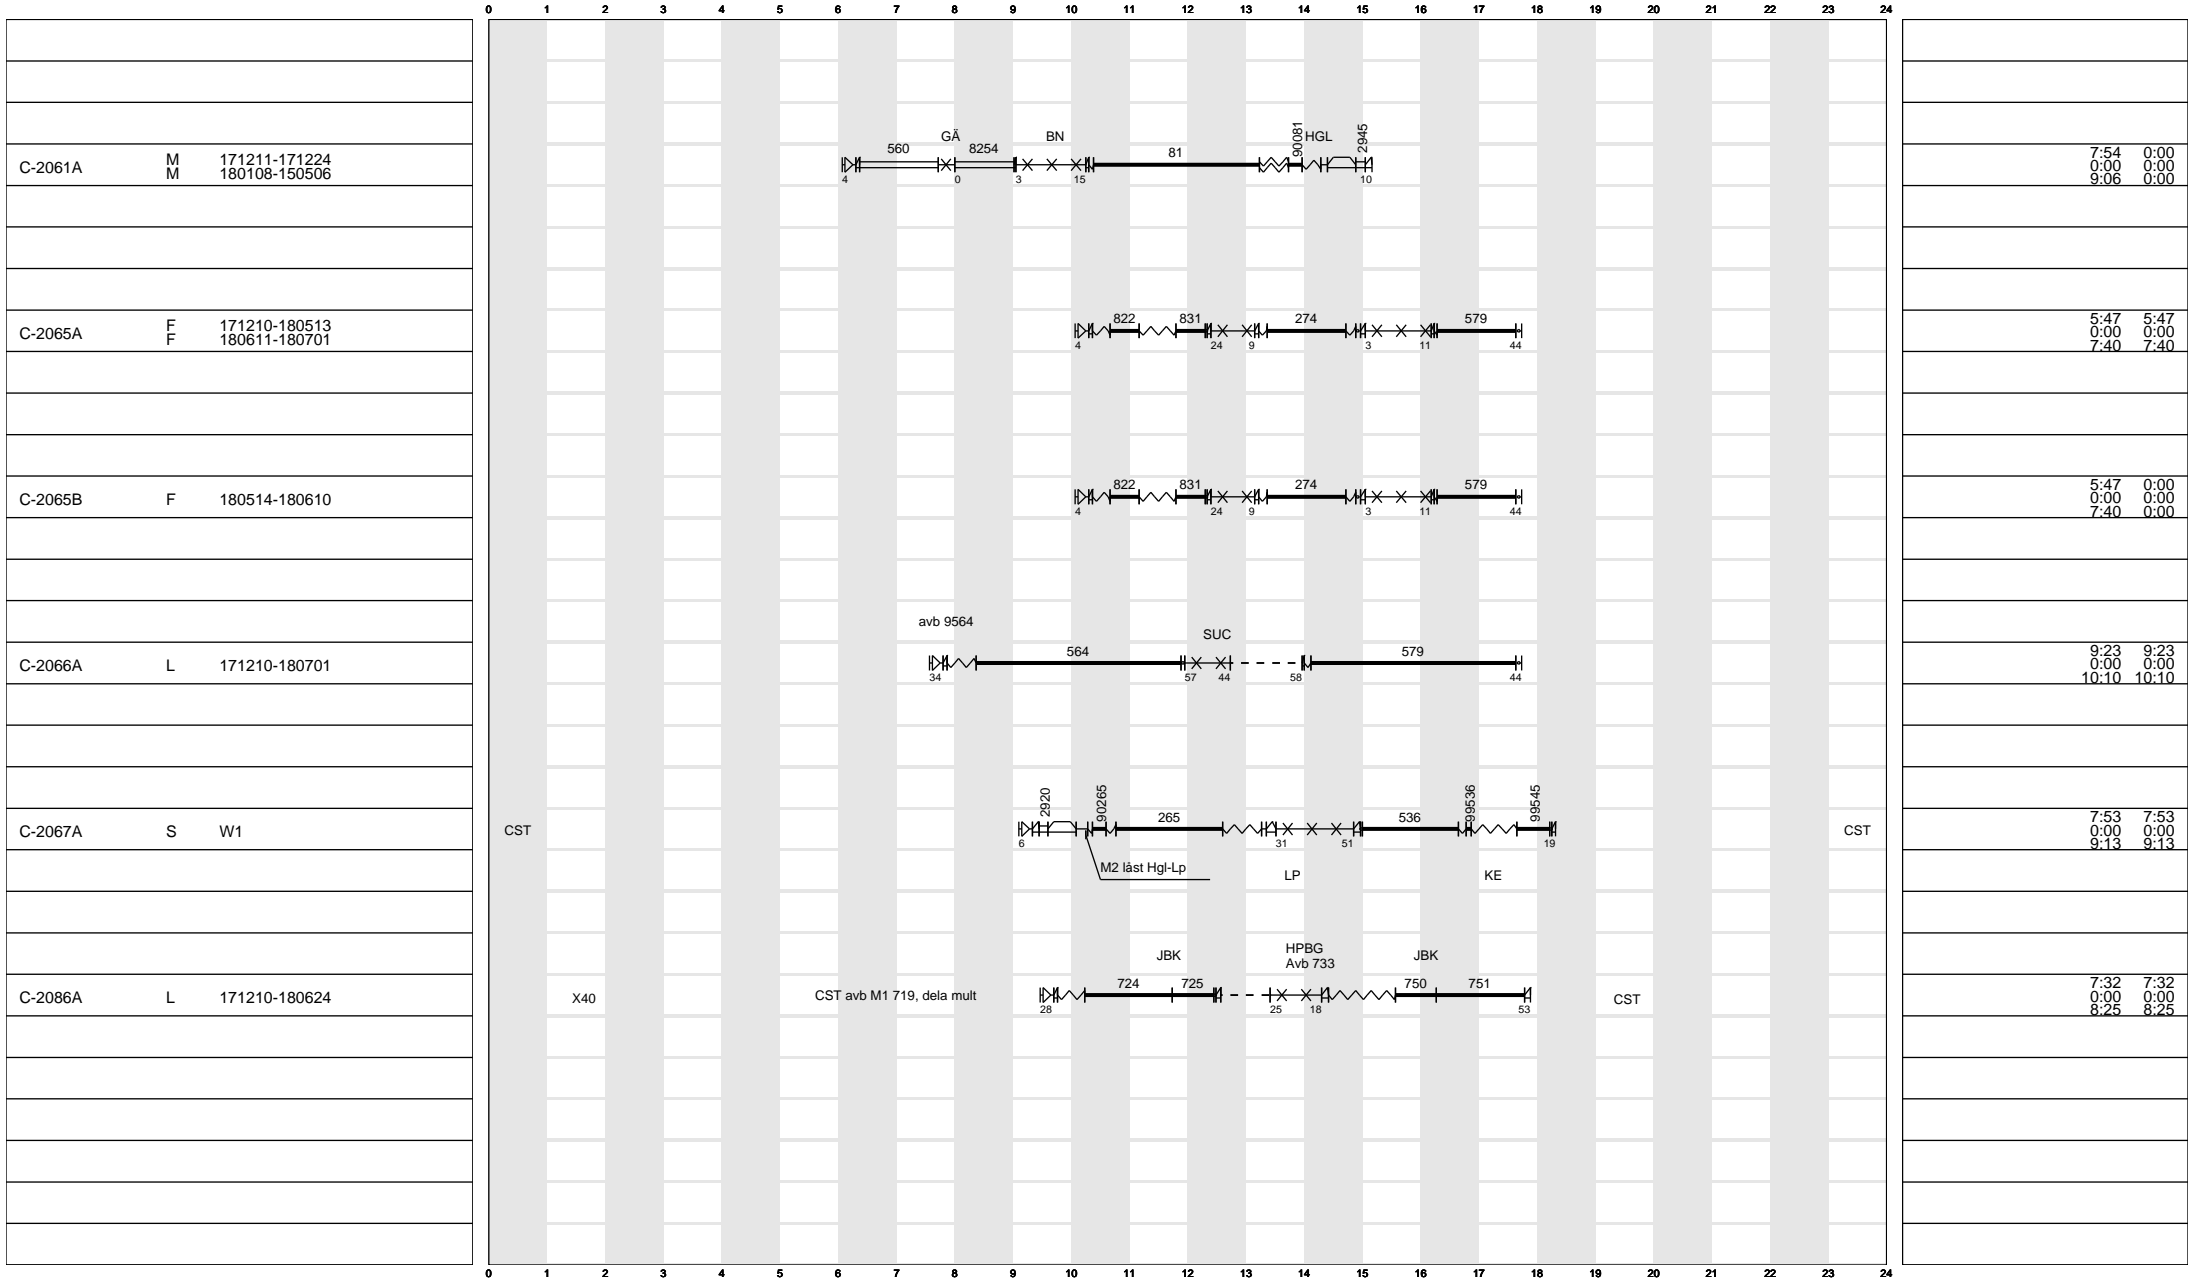 0 1 2 3 4 5 6 7 8 9 10 11 12 13 14 15 16 17 18 19 20 21 22 23 24
GÄ BN 90081 HGL 2945
560 8254 81
C-2061A M 171211-171224 7:54 0:00
M 180108-150506 0:00 0:00
9:06 0:00
4 0 3 15 10
822 831 274 579
C-2065A F 171210-180513 5:47 5:47
F 180611-180701 0:00 0:00
7:40 7:40
4 24 9 3 11 44
822 831 274 579
C-2065B F 180514-180610 5:47 0:00
0:00 0:00
7:40 0:00
4 24 9 3 11 44
avb 9564
SUC
564 579
C-2066A L 171210-180701 9:23 9:23
0:00 0:00
10:10 10:10
34 57 44 58 44
2920 90265 265 536 99536 99545
C-2067A S W1 CST CST 7:53 7:53
0:00 0:00
9:13 9:13
6 31 51 19
M2 låst Hgl-Lp LP KE
JBK HPBG JBK
Avb 733
724 725 750 751
C-2086A L 171210-180624 X40 CST avb M1 719, dela mult CST 7:32 7:32
0:00 0:00
8:25 8:25
28 25 18 53
0 1 2 3 4 5 6 7 8 9 10 11 12 13 14 15 16 17 18 19 20 21 22 23 24